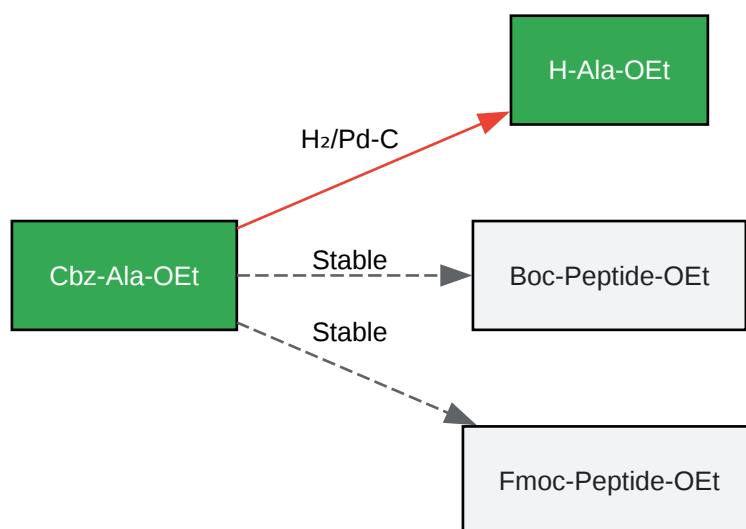 H-Ala-OEt
H₂/Pd-C
Cbz-Ala-OEt
Stable
Boc-Peptide-OEt
Stable
Fmoc-Peptide-OEt